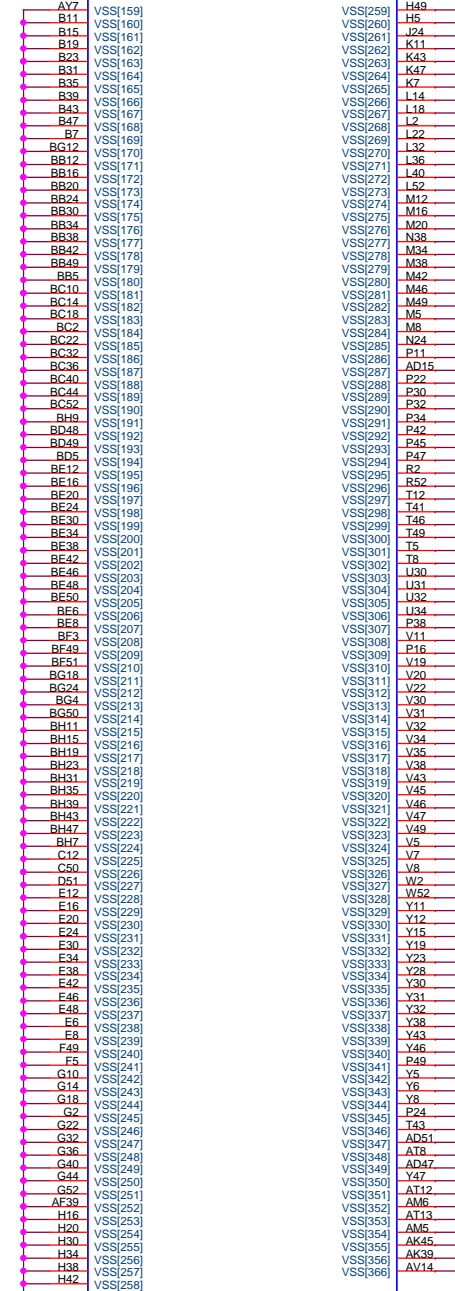 AY7 VSS[159]
B11 VSS[160]
B15 VSS[161]
B19 VSS[162]
B23 VSS[163]
B31 VSS[164]
B35 VSS[165]
B39 VSS[166]
B43 VSS[167]
B47 VSS[168]
B7 VSS[169]
BG12 VSS[170]
BB12 VSS[171]
BB16 VSS[172]
BB20 VSS[173]
BB24 VSS[174]
BB30 VSS[175]
BB34 VSS[176]
BB38 VSS[177]
BB42 VSS[178]
BB49 VSS[179]
BB5 VSS[180]
BC10 VSS[181]
BC14 VSS[182]
BC18 VSS[183]
BC2 VSS[184]
BC22 VSS[185]
BC32 VSS[186]
BC36 VSS[187]
BC40 VSS[188]
BC44 VSS[189]
BC52 VSS[190]
BH9 VSS[191]
BD48 VSS[192]
BD49 VSS[193]
BD5 VSS[194]
BE12 VSS[195]
BE16 VSS[196]
BE20 VSS[197]
BE24 VSS[198]
BE30 VSS[199]
BE34 VSS[200]
BE38 VSS[201]
BE42 VSS[202]
BE46 VSS[203]
BE48 VSS[204]
BE50 VSS[205]
BE6 VSS[206]
BE8 VSS[207]
BF3 VSS[208]
BF49 VSS[209]
BF51 VSS[210]
BG18 VSS[211]
BG24 VSS[212]
BG4 VSS[213]
BG50 VSS[214]
BH11 VSS[215]
BH15 VSS[216]
BH19 VSS[217]
BH23 VSS[218]
BH31 VSS[219]
BH35 VSS[220]
BH39 VSS[221]
BH43 VSS[222]
BH47 VSS[223]
BH7 VSS[224]
C12 VSS[225]
C50 VSS[226]
D51 VSS[227]
E12 VSS[228]
E16 VSS[229]
E20 VSS[230]
E24 VSS[231]
E30 VSS[232]
E34 VSS[233]
E38 VSS[234]
E42 VSS[235]
E46 VSS[236]
E48 VSS[237]
E6 VSS[238]
E8 VSS[239]
F49 VSS[240]
F5 VSS[241]
G10 VSS[242]
G14 VSS[243]
G18 VSS[244]
G2 VSS[245]
G22 VSS[246]
G32 VSS[247]
G36 VSS[248]
G40 VSS[249]
G44 VSS[250]
G52 VSS[251]
AF39 VSS[252]
H16 VSS[253]
H20 VSS[254]
H30 VSS[255]
H34 VSS[256]
H38 VSS[257]
H42 VSS[258]
VSS[259] H49
VSS[260] H5
VSS[261] J24
VSS[262] K11
VSS[263] K43
VSS[264] K47
VSS[265] K7
VSS[266] L14
VSS[267] L18
VSS[268] L2
VSS[269] L22
VSS[270] L32
VSS[271] L36
VSS[272] L40
VSS[273] L52
VSS[274] M12
VSS[275] M16
VSS[276] M20
VSS[277] N38
VSS[278] M34
VSS[279] M38
VSS[280] M42
VSS[281] M46
VSS[282] M49
VSS[283] M5
VSS[284] M8
VSS[285] N24
VSS[286] P11
VSS[287] AD15
VSS[288] P22
VSS[289] P30
VSS[290] P32
VSS[291] P34
VSS[292] P42
VSS[293] P45
VSS[294] P47
VSS[295] R2
VSS[296] R52
VSS[297] T12
VSS[298] T41
VSS[299] T46
VSS[300] T49
VSS[301] T5
VSS[302] T8
VSS[303] U30
VSS[304] U31
VSS[305] U32
VSS[306] U34
VSS[307] P38
VSS[308] V11
VSS[309] P16
VSS[310] V19
VSS[311] V20
VSS[312] V22
VSS[313] V30
VSS[314] V31
VSS[315] V32
VSS[316] V34
VSS[317] V35
VSS[318] V38
VSS[319] V43
VSS[320] V45
VSS[321] V46
VSS[322] V47
VSS[323] V49
VSS[324] V5
VSS[325] V7
VSS[326] V8
VSS[327] W2
VSS[328] W52
VSS[329] Y11
VSS[330] Y12
VSS[331] Y15
VSS[332] Y19
VSS[333] Y23
VSS[334] Y28
VSS[335] Y30
VSS[336] Y31
VSS[337] Y32
VSS[338] Y38
VSS[339] Y43
VSS[340] Y46
VSS[341] P49
VSS[342] Y5
VSS[343] Y6
VSS[344] Y8
VSS[345] P24
VSS[346] T43
VSS[347] AD51
VSS[348] AT8
VSS[349] AD47
VSS[350] Y47
VSS[351] AT12
VSS[352] AM6
VSS[353] AT13
VSS[354] AM5
VSS[355] AK45
VSS[356] AK39
VSS[366] AV14